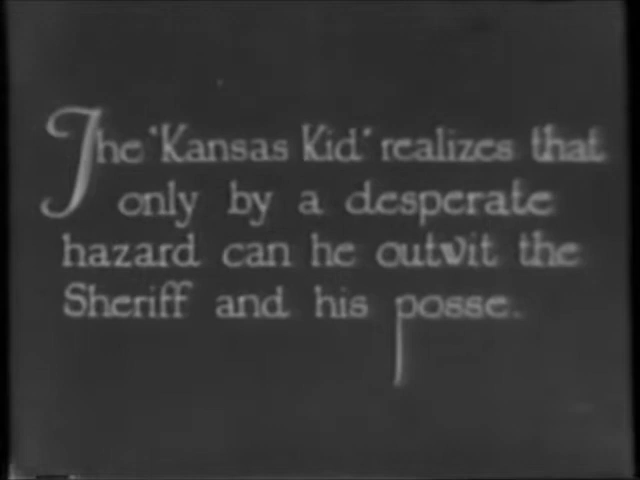 The 'Kansas Kid' realizes that
only by a desperate
hazard can he outwit the
Sheriff and his posse.